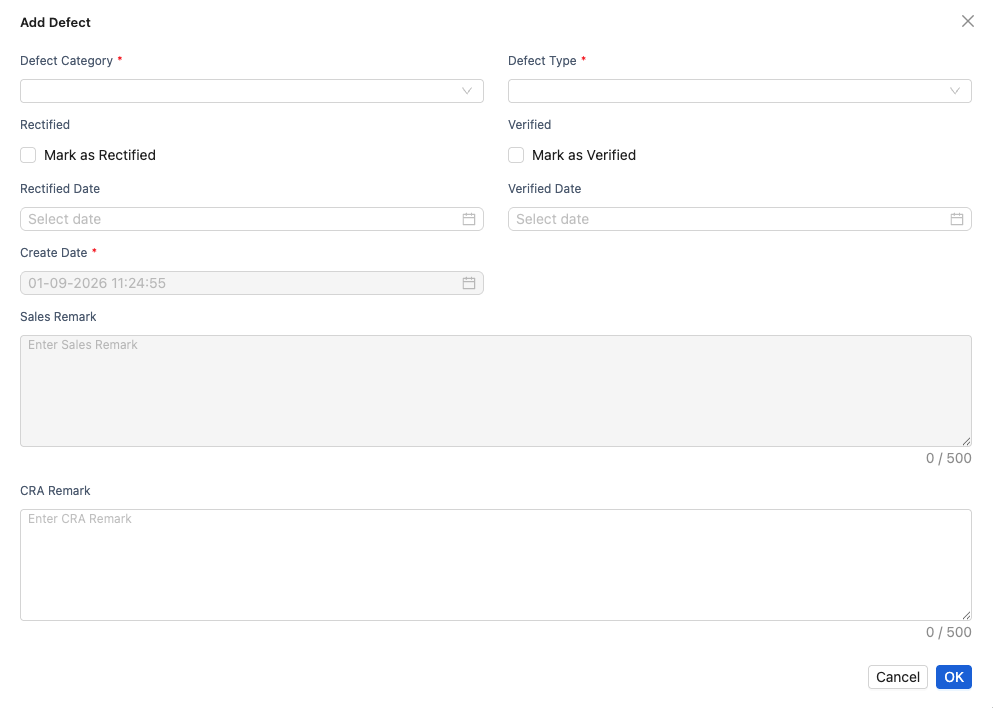 Add Defect
Defect Category *
Defect Type *
Rectified
Verified
Mark as Rectified
Mark as Verified
Rectified Date
Verified Date
Select date
Select date
Create Date *
01-09-2026 11:24:55
Sales Remark
Enter Sales Remark
0 / 500
CRA Remark
Enter CRA Remark
0 / 500
Cancel
OK